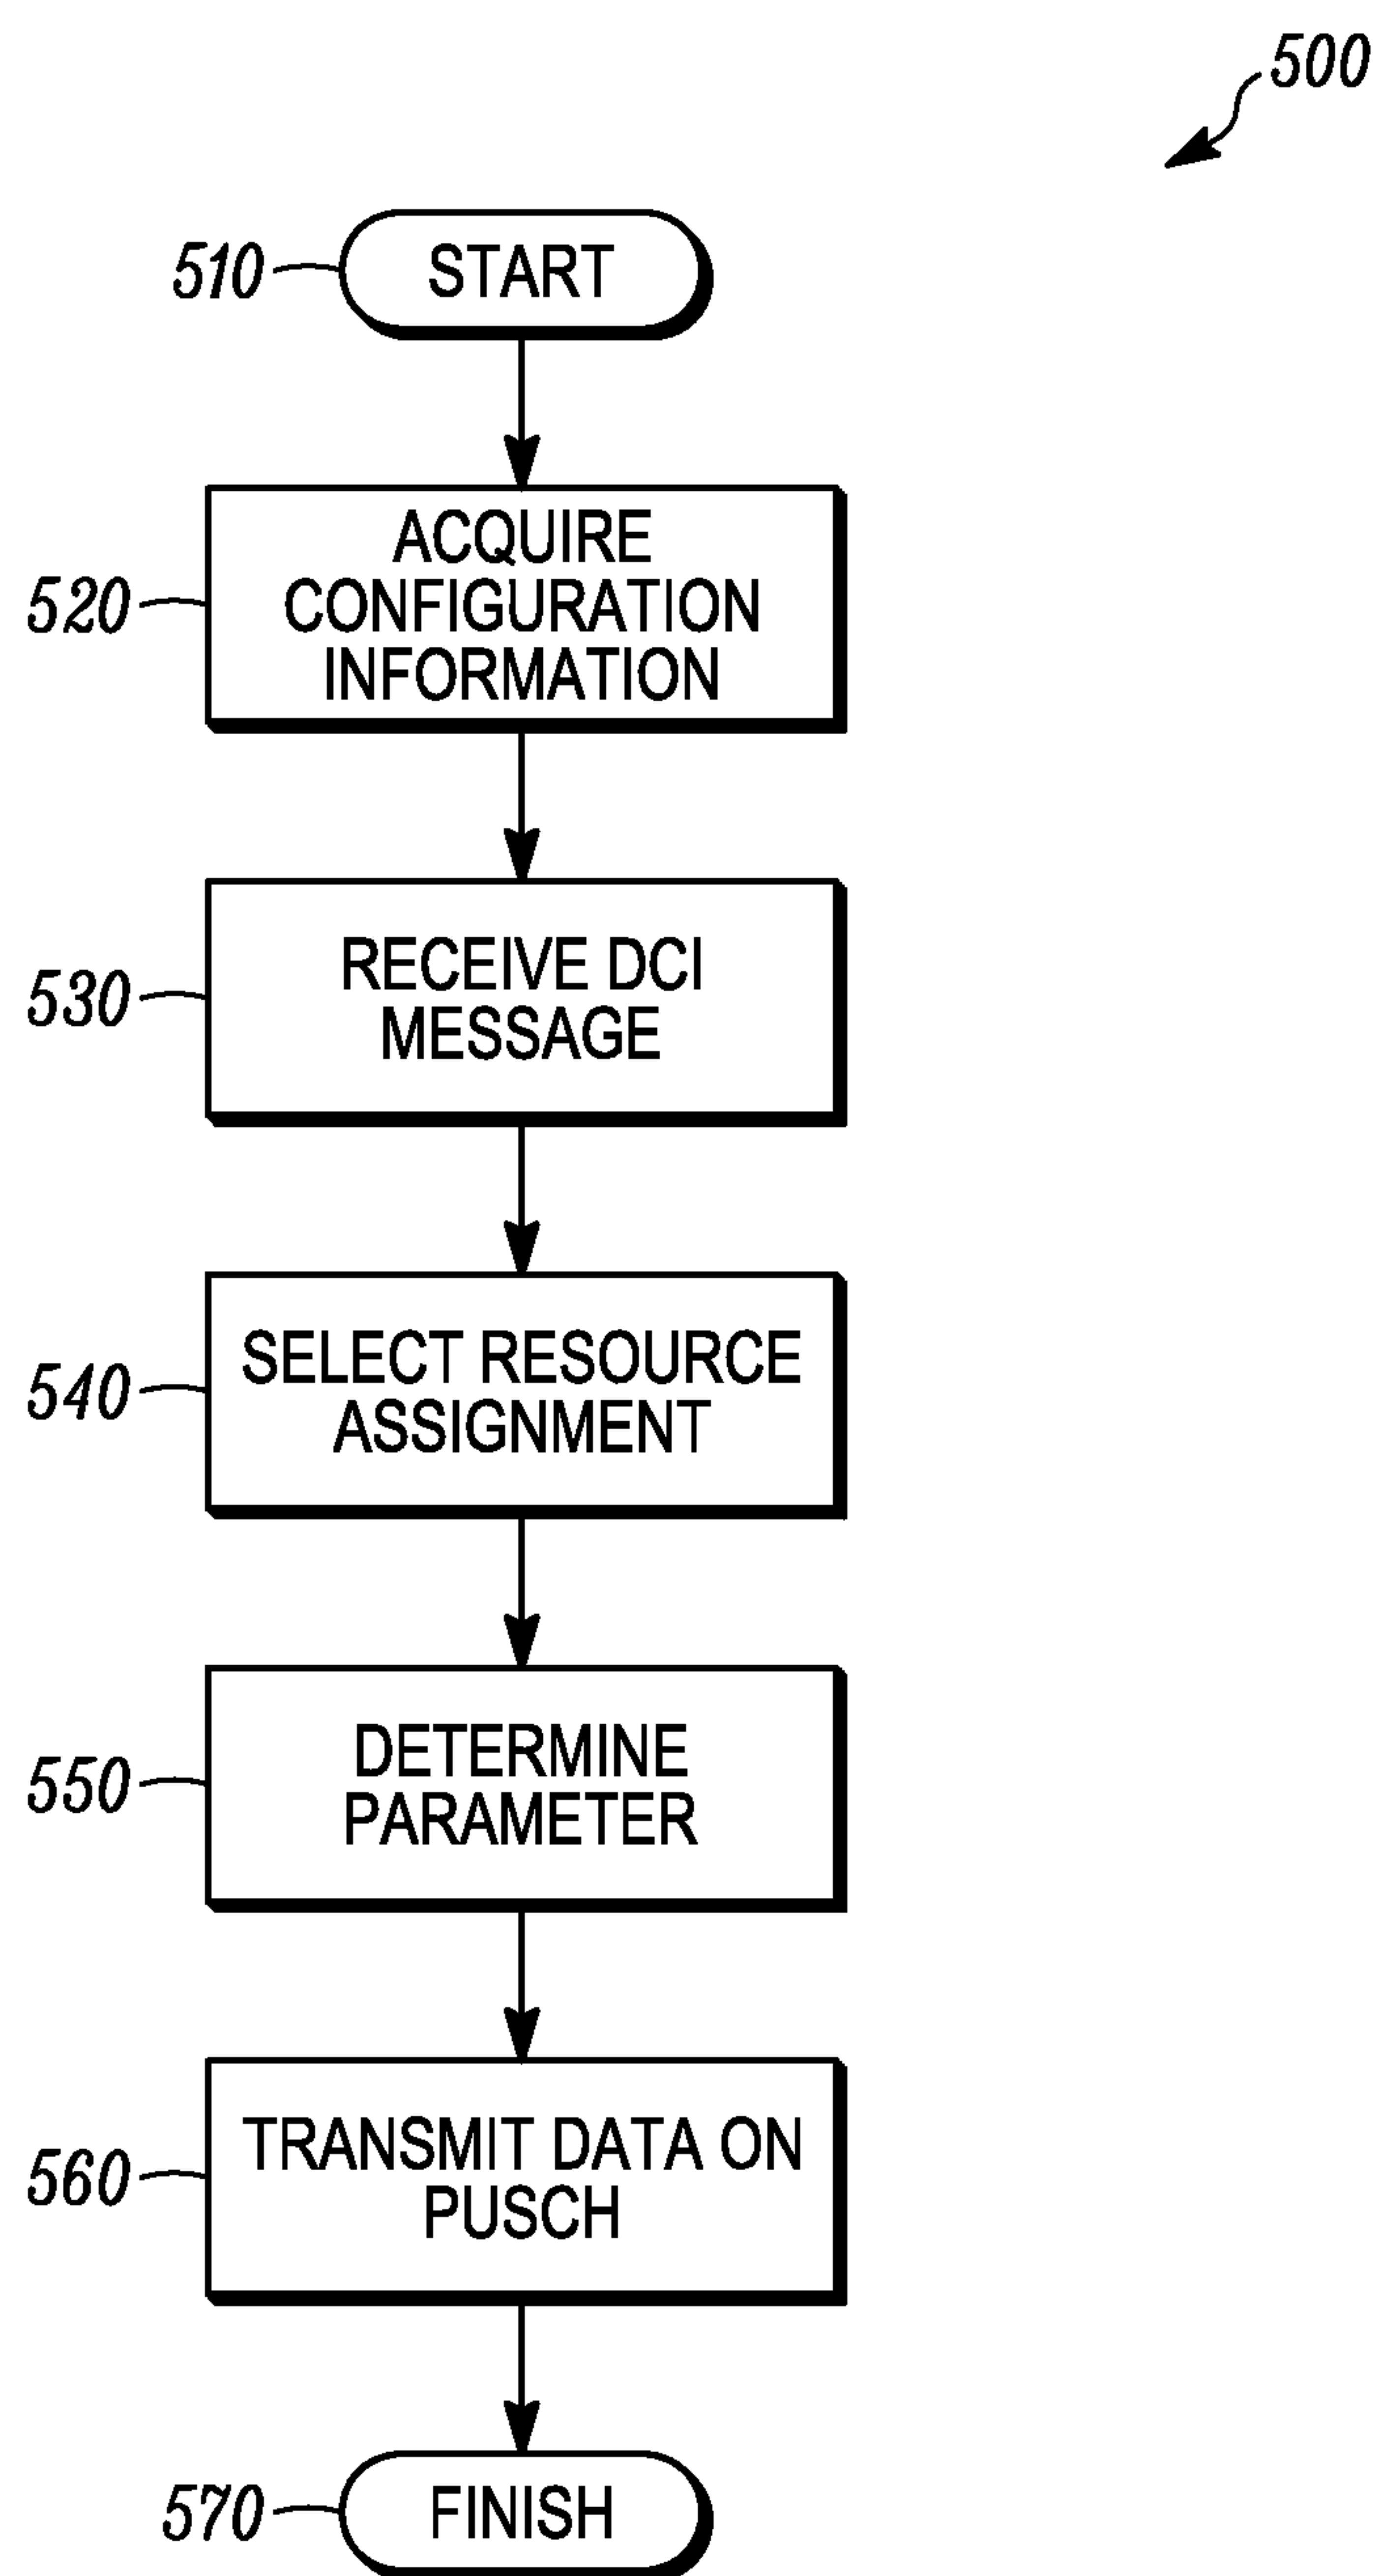 500
510
START
520
ACQUIRE
CONFIGURATION
INFORMATION
530
RECEIVE DCI
MESSAGE
540
SELECT RESOURCE
ASSIGNMENT
550
DETERMINE
PARAMETER
560
TRANSMIT DATA ON
PUSCH
570
FINISH